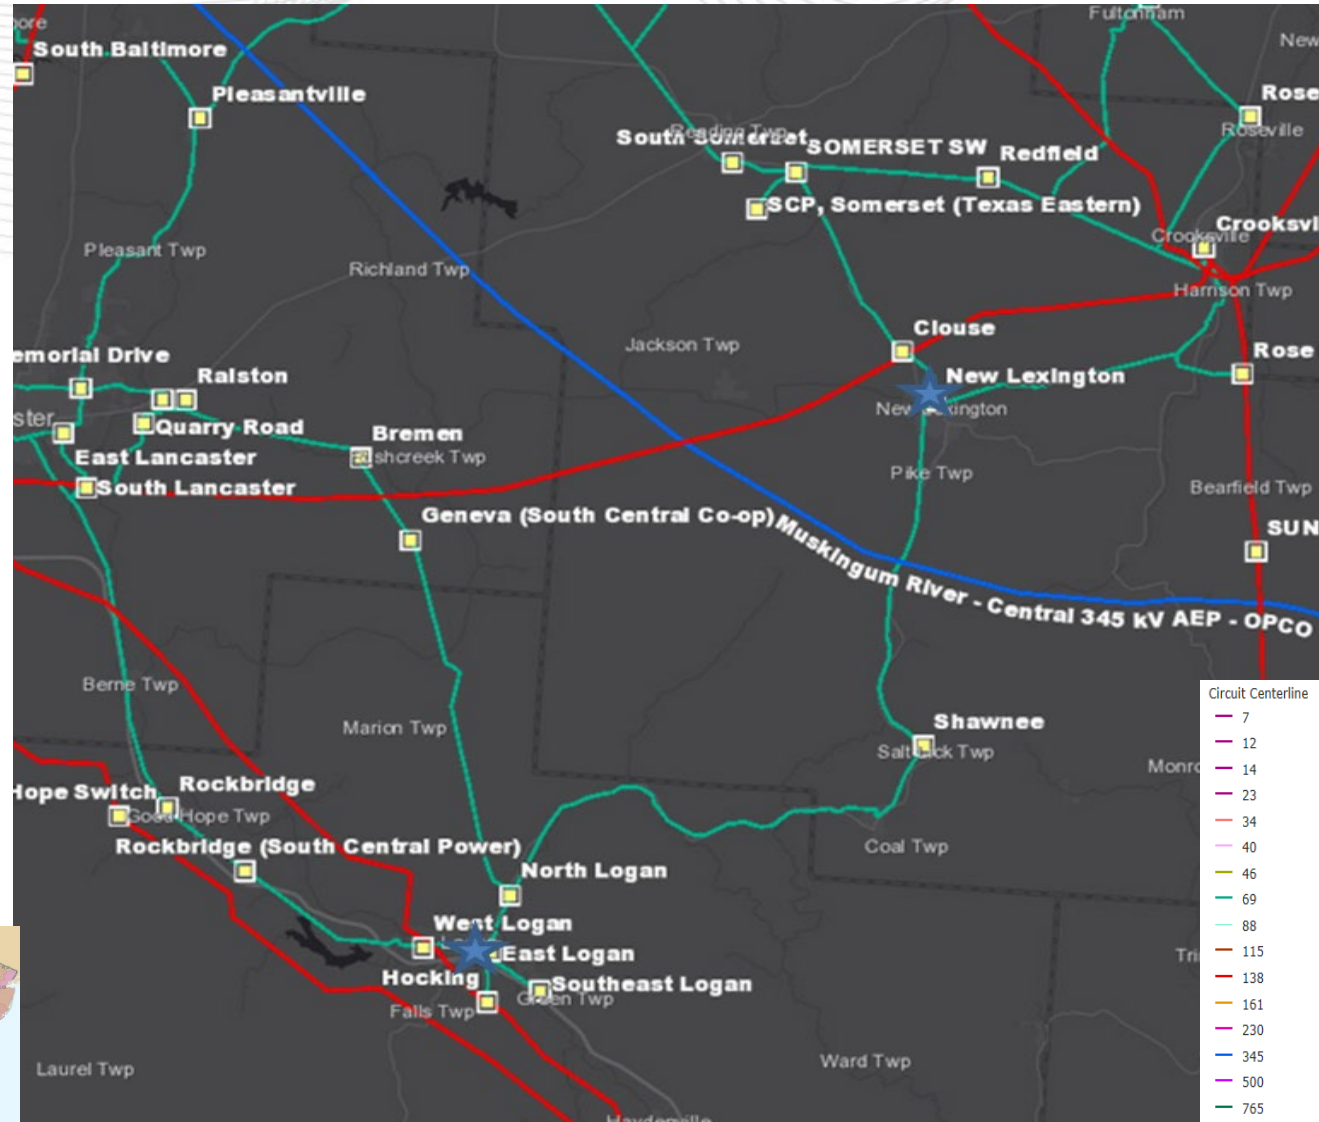 Fultonham
South Baltimore
Pleasantville
Rose
Roseville
South Somerset
Reading Twp
SOMERSET SW
Redfield
SCP, Somerset (Texas Eastern)
Crooksvi
Crooksville
Pleasant Twp
Richland Twp
Harrison Twp
Clouse
Jackson Twp
emorial Drive
Rose
Ralston
New Lexington
New Lexington
ster
Quarry Road
Bremen
shcreek Twp
East Lancaster
South Lancaster
Pike Twp
Bearfield Twp
Geneva (South Central Co-op)
SUN
Muskingum River - Central 345 kV AEP - OPCO
Berne Twp
Marion Twp
Shawnee
Salt Lick Twp
Monro
Hope Switch
Rockbridge
Good Hope Twp
Rockbridge (South Central Power)
Coal Twp
North Logan
West Logan
East Logan
Hocking
Southeast Logan
Green Twp
Falls Twp
Ward Twp
Laurel Twp
Circuit Centerline
7
12
14
23
34
40
46
69
88
115
138
161
230
345
500
765